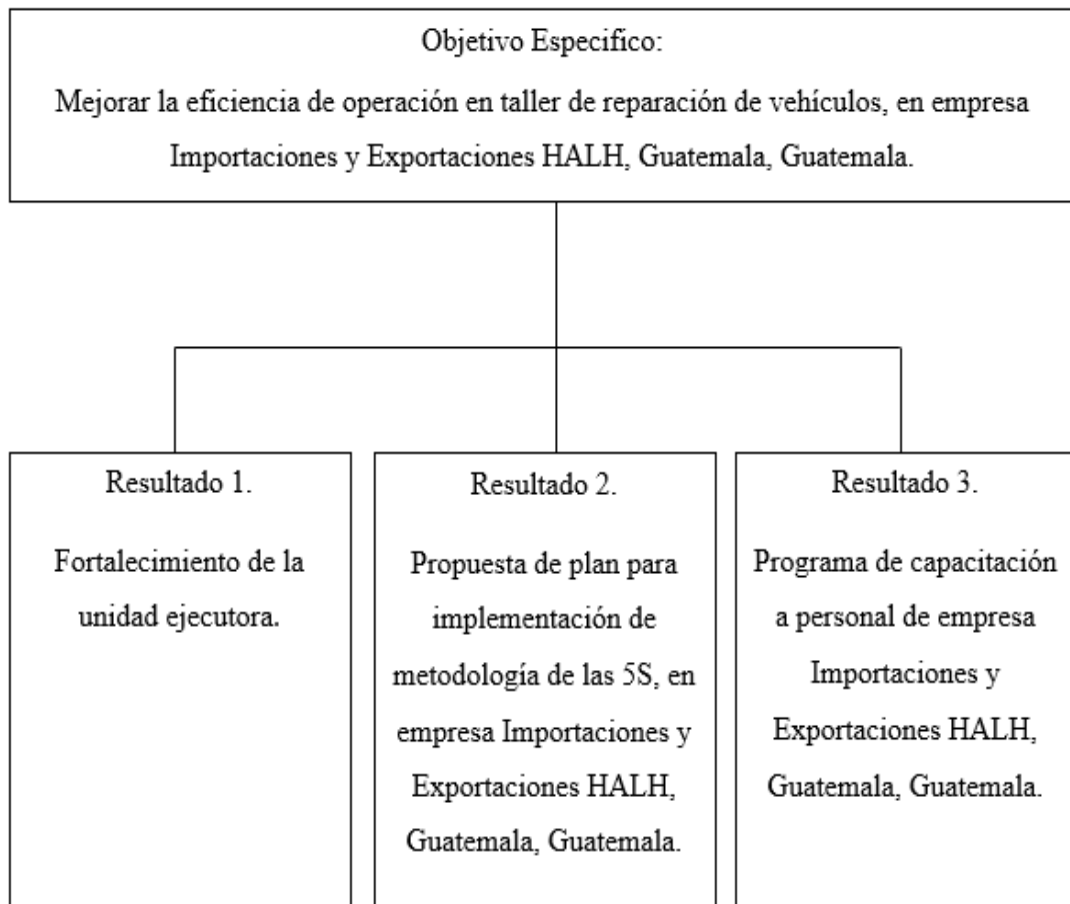 Objetivo Especifico:
Mejorar la eficiencia de operación en taller de reparación de vehículos, en empresa
Importaciones y Exportaciones HALH, Guatemala, Guatemala.
Resultado 1.
Fortalecimiento de la
unidad ejecutora.
Resultado 2.
Propuesta de plan para
implementación de
metodología de las 5S, en
empresa Importaciones y
Exportaciones HALH,
Guatemala, Guatemala.
Resultado 3.
Programa de capacitación
a personal de empresa
Importaciones y
Exportaciones HALH,
Guatemala, Guatemala.